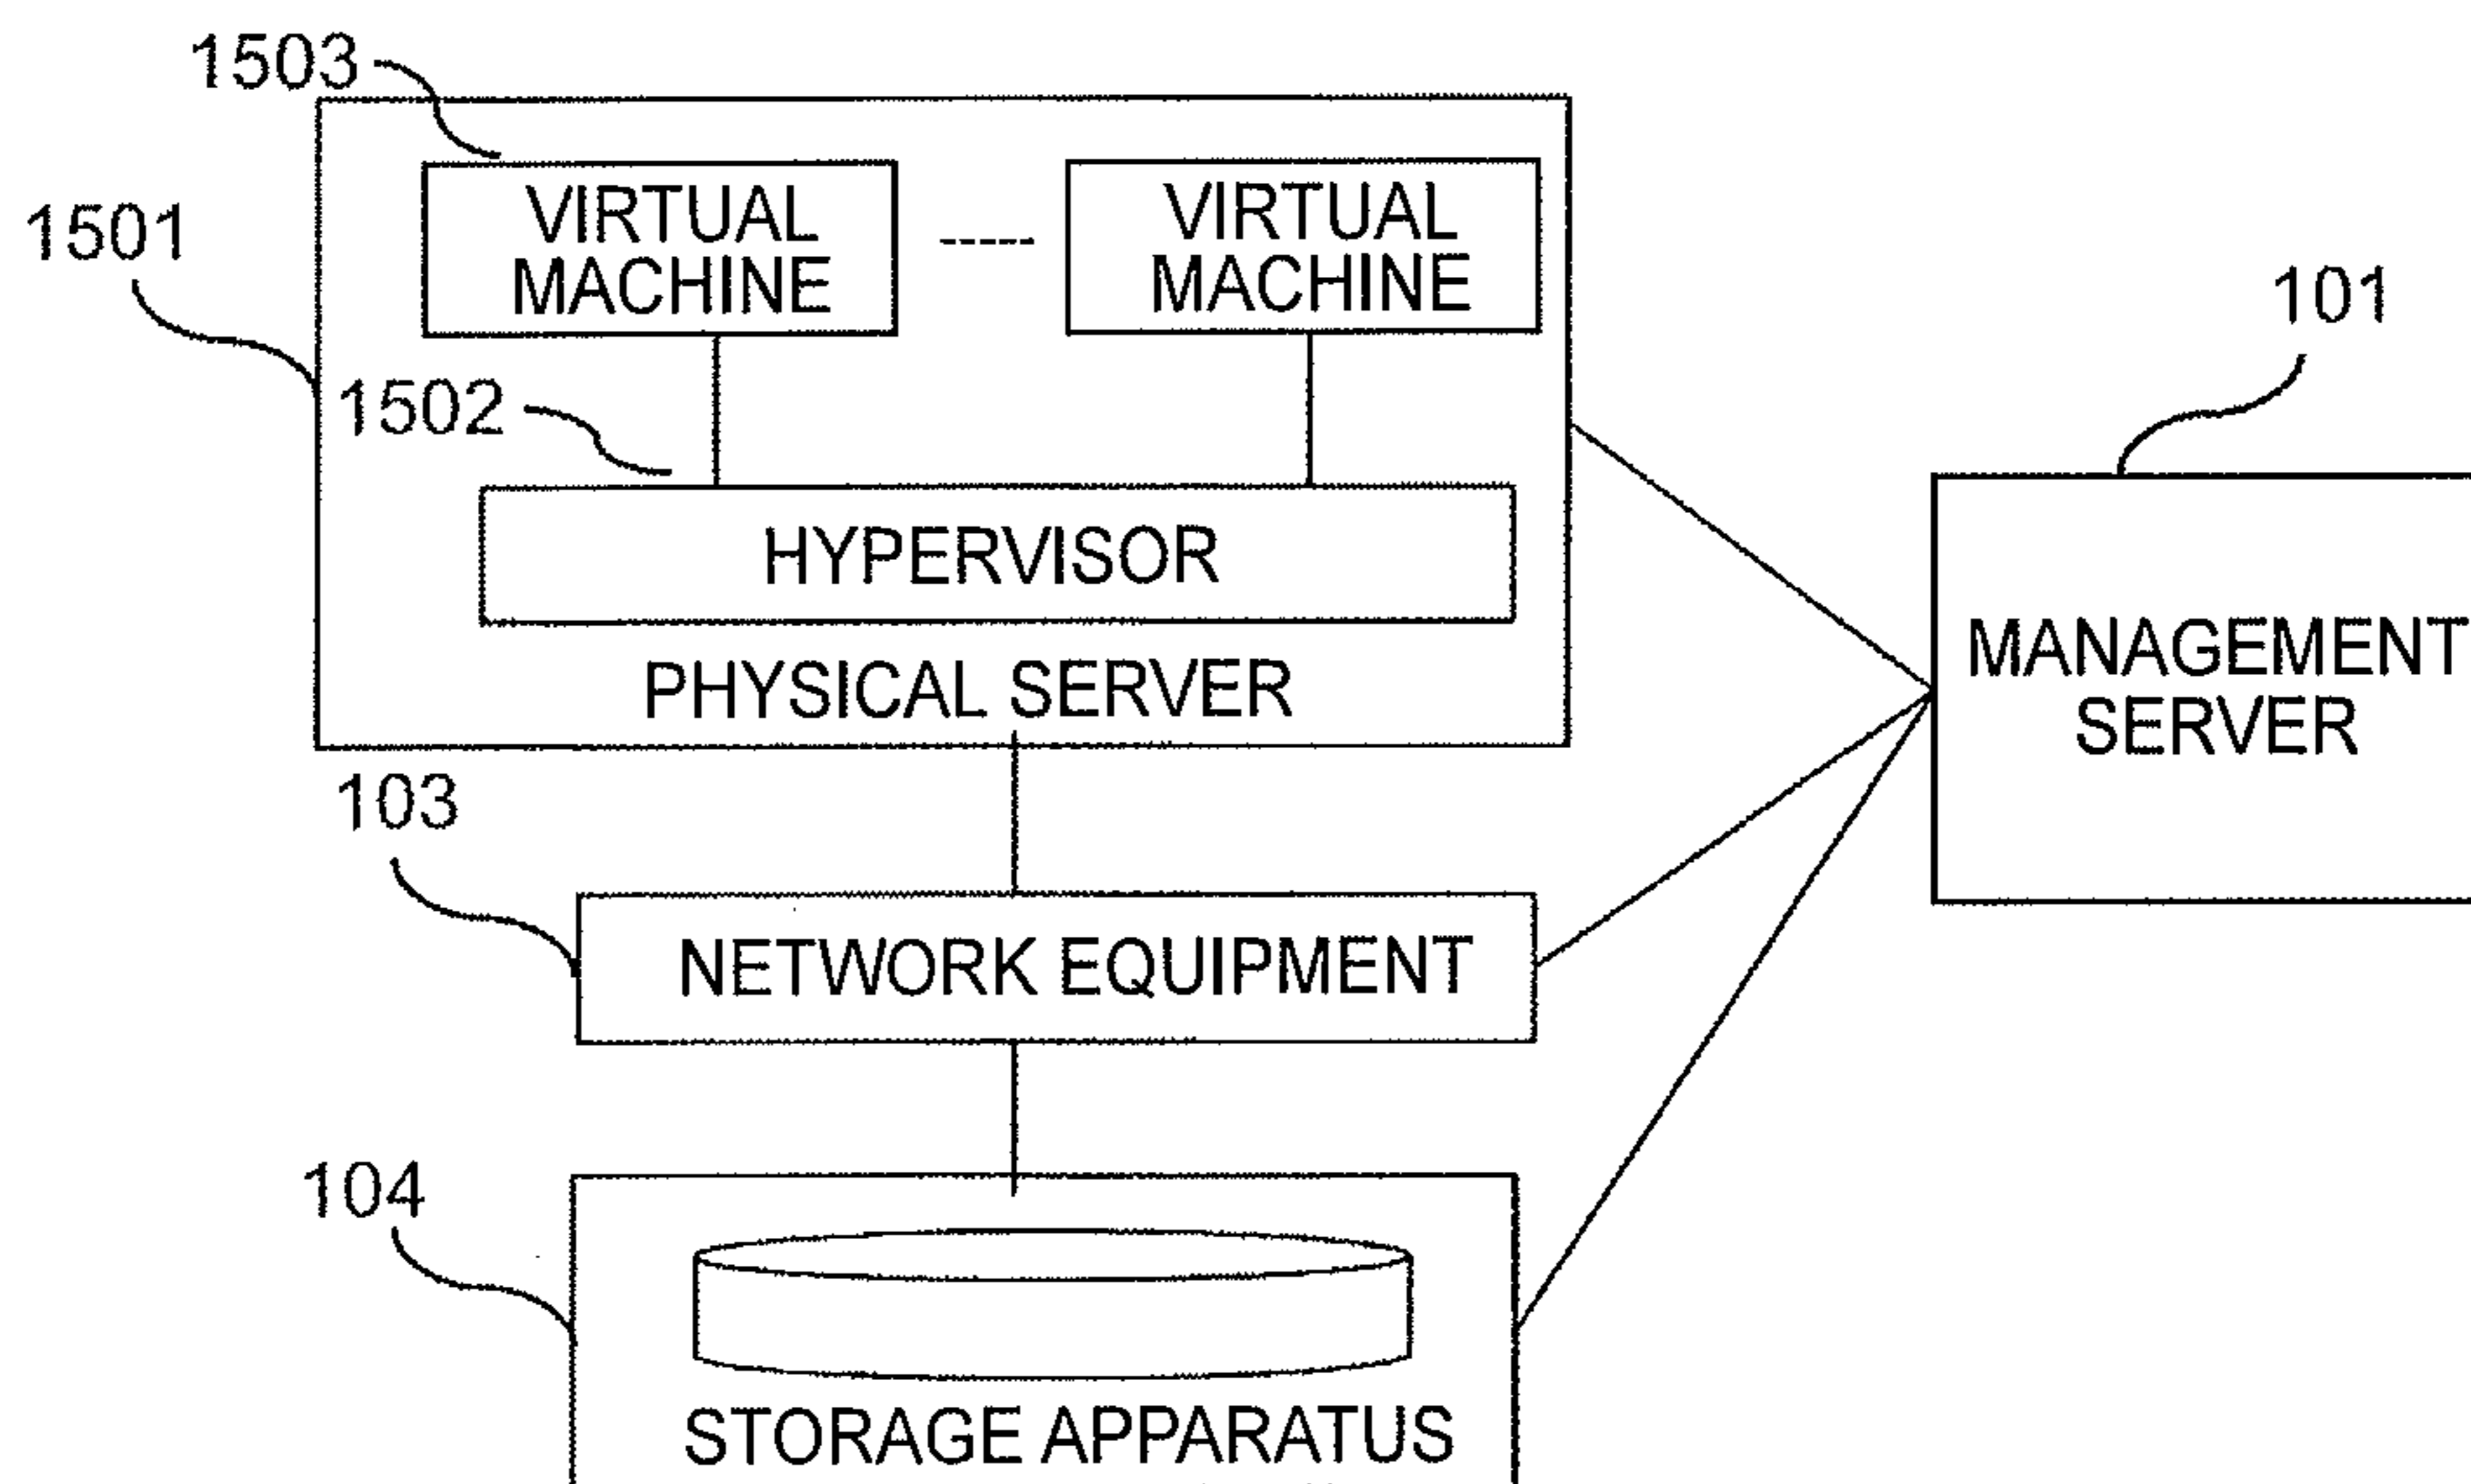 1503
VIRTUAL
MACHINE
VIRTUAL
MACHINE
1501
101
1502
HYPERVISOR
MANAGEMENT
SERVER
PHYSICAL SERVER
103
NETWORK EQUIPMENT
104
STORAGE APPARATUS